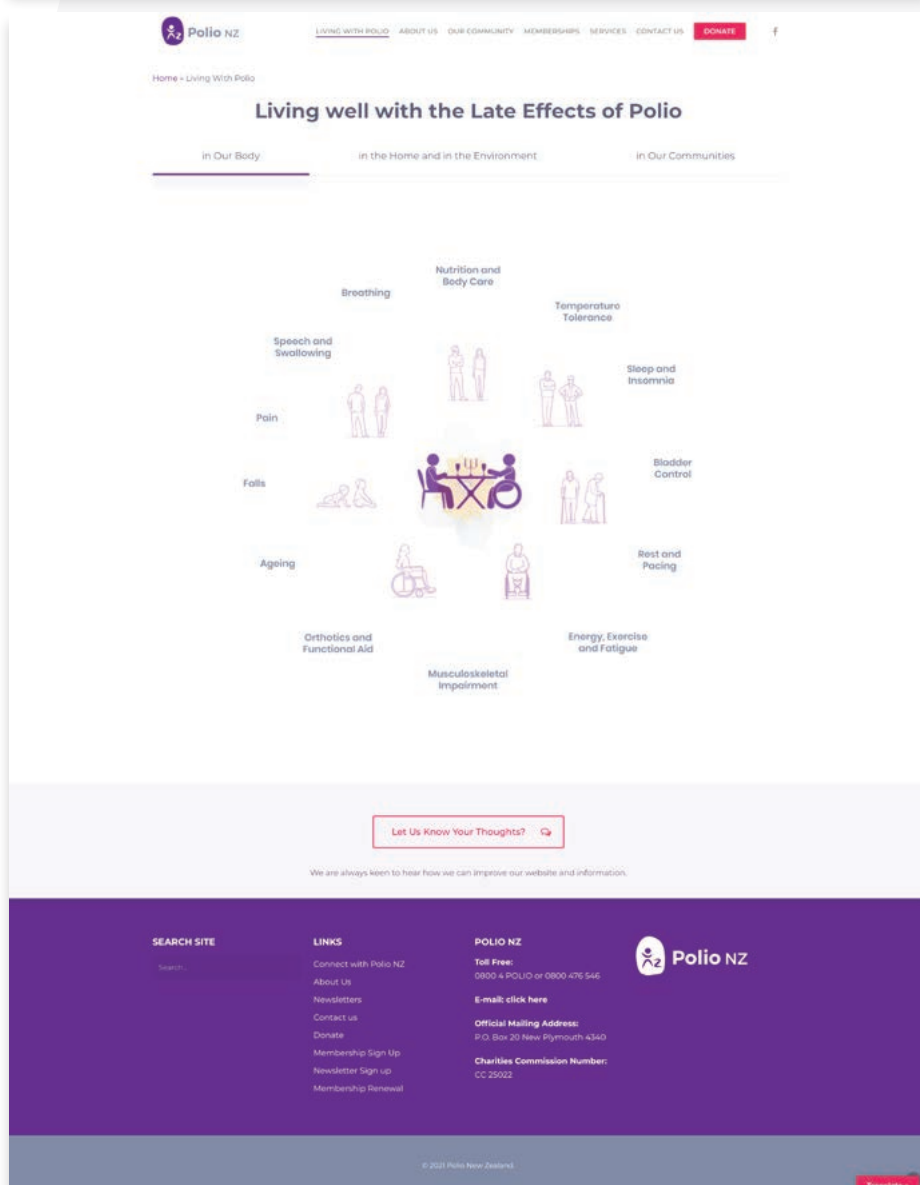 Polio NZ
LIVING WITH POLIO ABOUT US OUR COMMUNITY MEMBERSHIPS SERVICES CONTACT US DONATE f
Home » Living With Polio
Living well with the Late Effects of Polio
in Our Body in the Home and in the Environment in Our Communities
Nutrition and
Body Care
Breathing
Temperature
Tolerance
Speech and
Swallowing
Sleep and
Insomnia
Pain
Bladder
Control
Falls
Rest and
Pacing
Ageing
Energy, Exercise
and Fatigue
Orthotics and
Functional Aid
Musculoskeletal
Impairment
Let Us Know Your Thoughts?
We are always keen to hear how we can improve our website and information.
SEARCH SITE
Search...
LINKS
Connect with Polio NZ
About Us
Newsletters
Contact us
Donate
Membership Sign Up
Newsletter Sign up
Membership Renewal
POLIO NZ
Toll Free:
0800 4 POLIO or 0800 476 546
E-mail: click here
Official Mailing Address:
P.O. Box 20 New Plymouth 4340
Charities Commission Number:
CC 25022
Polio NZ
© 2021 Polio New Zealand.